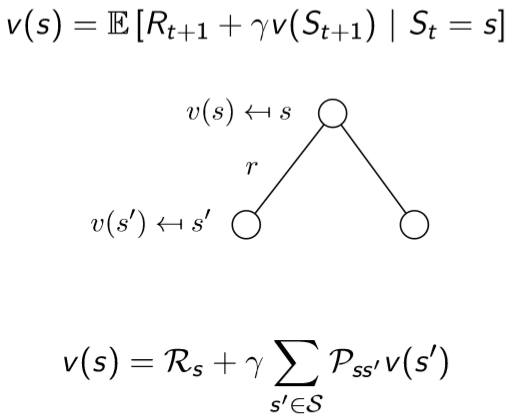 v(s) = 𝔼 [R_{t+1} + γv(S_{t+1}) | S_t = s]
v(s) ↤ s
r
v(s′) ↤ s′
v(s) = ℛ_s + γ ∑_{s′∈𝒮} 𝒫_{ss′} v(s′)